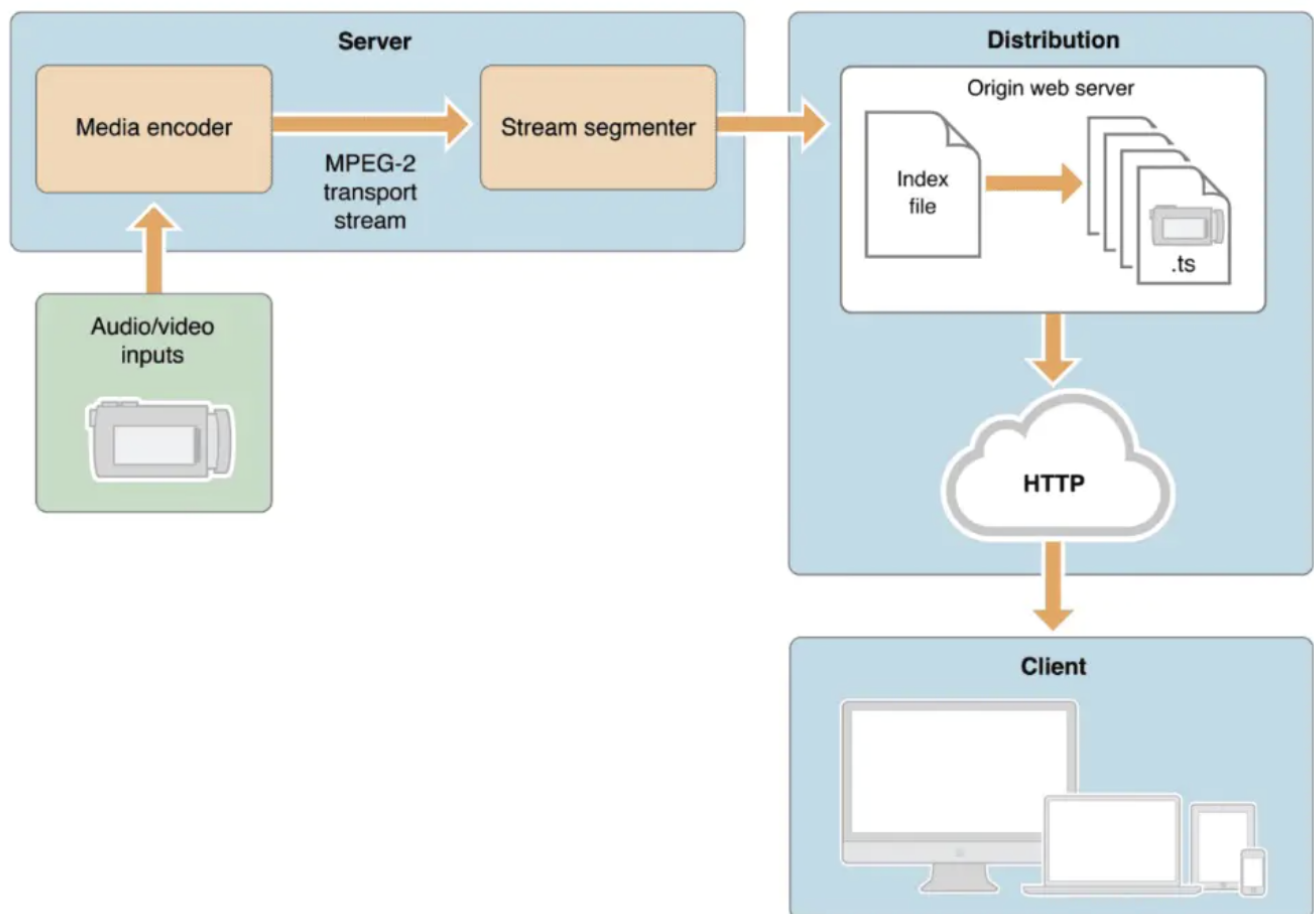 Server
Media encoder
MPEG-2
transport
stream
Stream segmenter
Audio/video
inputs
Distribution
Origin web server
Index
file
.ts
HTTP
Client